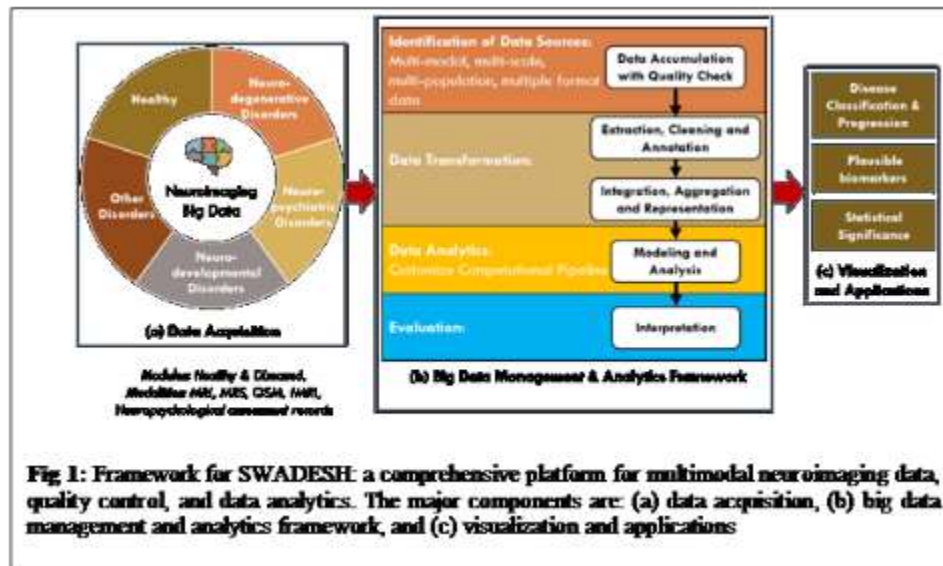 Healthy
Neuro-
degenerative
Disorders
Neuro-
psychiatric
Disorders
Neuro-
developmental
Disorders
Other
Disorders
Neuroimaging
Big Data
(a) Data Acquisition
Modules: Healthy & Diseased,
Modalities: MRI, MRS, QSM, fMRI,
Neuropsychological assessment records
Identification of Data Sources:
Multi-modal, multi-scale,
multi-population, multiple format
data
Data Accumulation
with Quality Check
Data Transformation:
Extraction, Cleaning and
Annotation
Integration, Aggregation
and Representation
Data Analytics:
Customize Computational Pipeline
Modeling and
Analysis
Evaluation:
Interpretation
(b) Big Data Management & Analytics Framework
Disease
Classification &
Progression
Plausible
biomarkers
Statistical
Significance
(c) Visualization
and Applications
Fig 1: Framework for SWADESH: a comprehensive platform for multimodal neuroimaging data,
quality control, and data analytics. The major components are: (a) data acquisition, (b) big data
management and analytics framework, and (c) visualization and applications